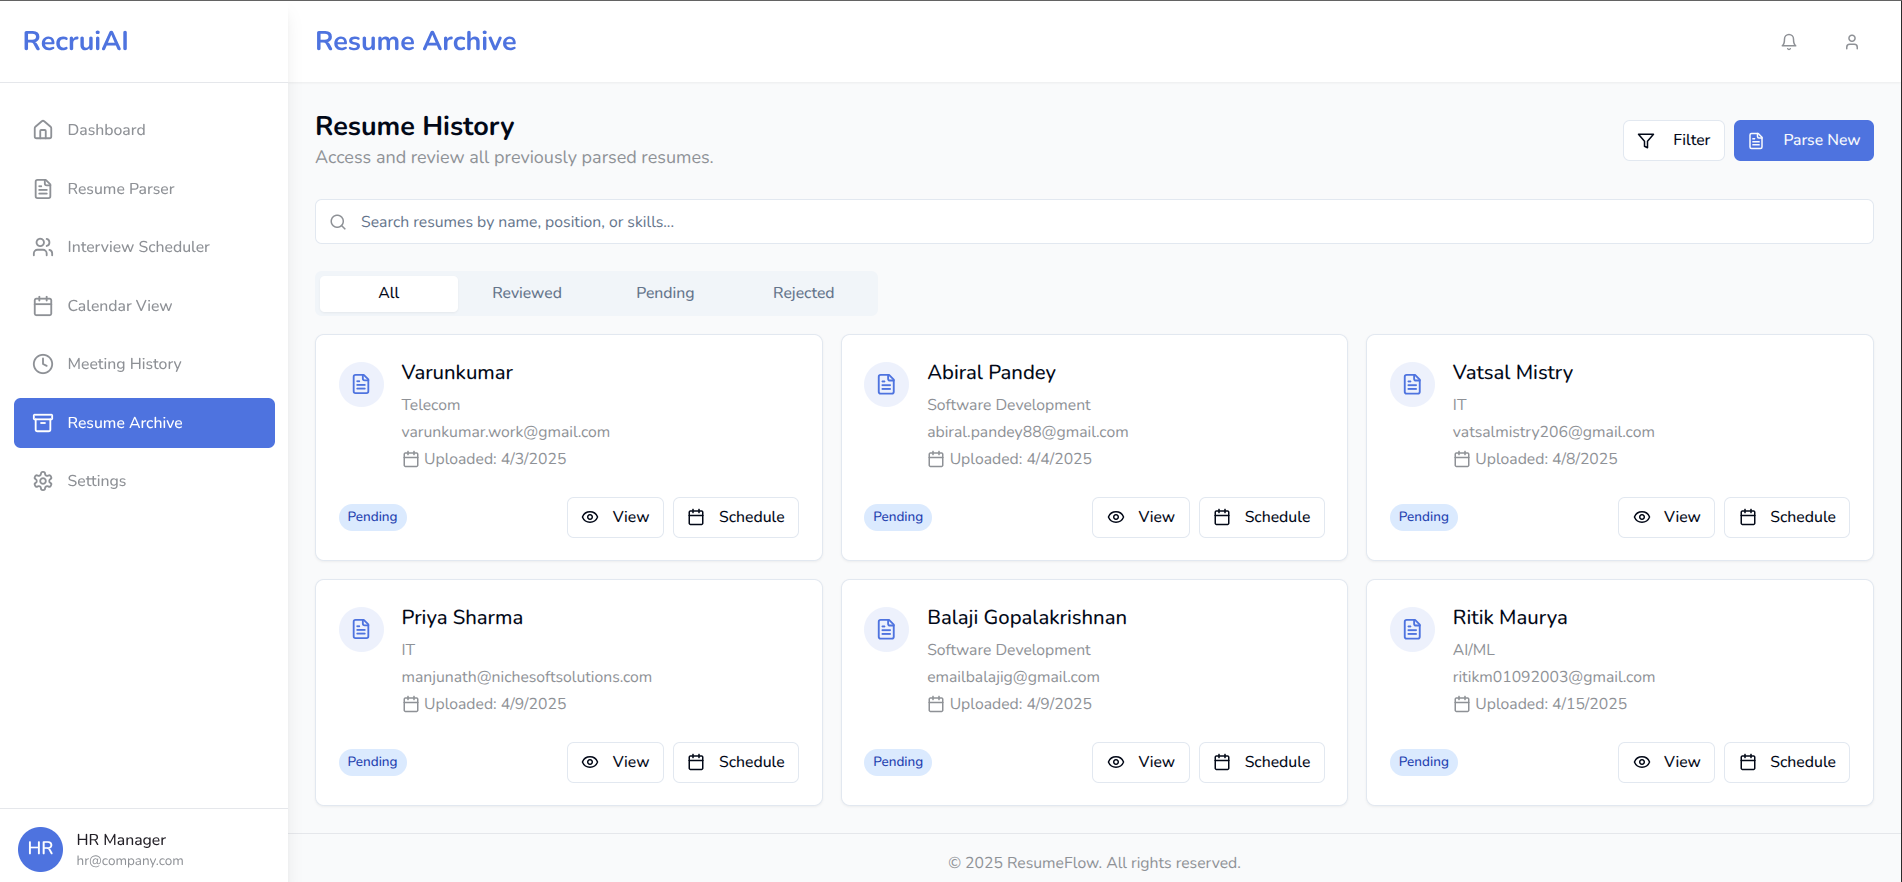 RecruiAI
Resume Archive
Dashboard
Resume Parser
Interview Scheduler
Calendar View
Meeting History
Resume Archive
Settings
HR
HR Manager
hr@company.com
Resume History
Access and review all previously parsed resumes.
Filter
Parse New
Search resumes by name, position, or skills...
All
Reviewed
Pending
Rejected
Varunkumar
Telecom
varunkumar.work@gmail.com
Uploaded: 4/3/2025
Pending
View
Schedule
Abiral Pandey
Software Development
abiral.pandey88@gmail.com
Uploaded: 4/4/2025
Pending
View
Schedule
Vatsal Mistry
IT
vatsalmistry206@gmail.com
Uploaded: 4/8/2025
Pending
View
Schedule
Priya Sharma
IT
manjunath@nichesoftsolutions.com
Uploaded: 4/9/2025
Pending
View
Schedule
Balaji Gopalakrishnan
Software Development
emailbalajig@gmail.com
Uploaded: 4/9/2025
Pending
View
Schedule
Ritik Maurya
AI/ML
ritikm01092003@gmail.com
Uploaded: 4/15/2025
Pending
View
Schedule
© 2025 ResumeFlow. All rights reserved.